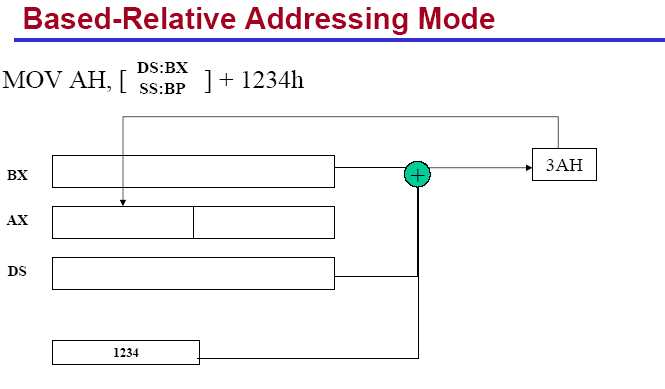 Based-Relative Addressing Mode
DS:BX
MOV AH, [ ] + 1234h
SS:BP
3AH
+
BX
AX
DS
1234